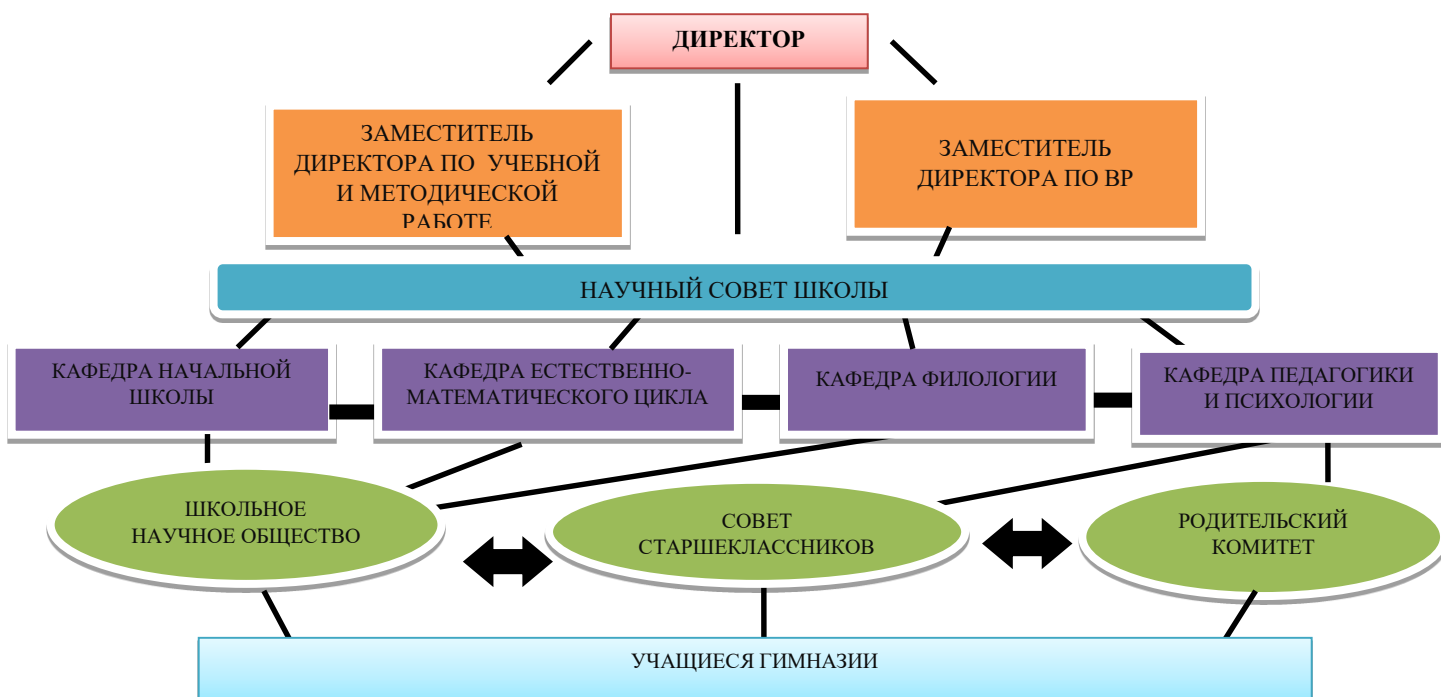 ДИРЕКТОР
ЗАМЕСТИТЕЛЬ
ДИРЕКТОРА ПО УЧЕБНОЙ
И МЕТОДИЧЕСКОЙ
РАБОТЕ
ЗАМЕСТИТЕЛЬ
ДИРЕКТОРА ПО ВР
НАУЧНЫЙ СОВЕТ ШКОЛЫ
КАФЕДРА НАЧАЛЬНОЙ
ШКОЛЫ
КАФЕДРА ЕСТЕСТВЕННО-
МАТЕМАТИЧЕСКОГО ЦИКЛА
КАФЕДРА ФИЛОЛОГИИ
КАФЕДРА ПЕДАГОГИКИ
И ПСИХОЛОГИИ
ШКОЛЬНОЕ
НАУЧНОЕ ОБЩЕСТВО
СОВЕТ
СТАРШЕКЛАССНИКОВ
РОДИТЕЛЬСКИЙ
КОМИТЕТ
УЧАЩИЕСЯ ГИМНАЗИИ